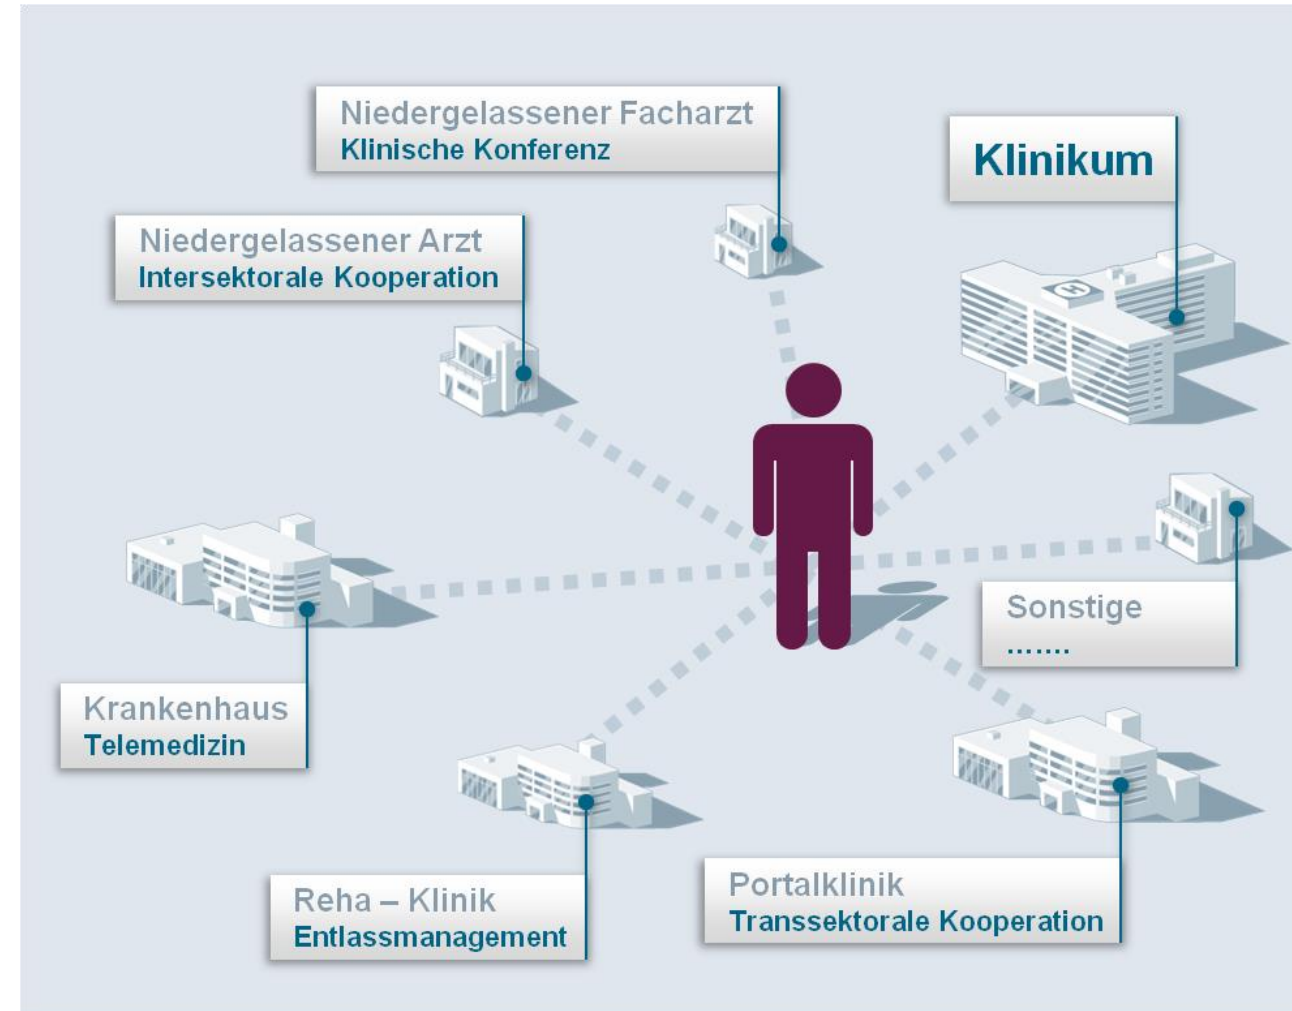 Niedergelassener Facharzt
Klinische Konferenz
Klinikum
Niedergelassener Arzt
Intersektorale Kooperation
H
Sonstige
.......
Krankenhaus
Telemedizin
Reha – Klinik
Entlassmanagement
Portalklinik
Transsektorale Kooperation